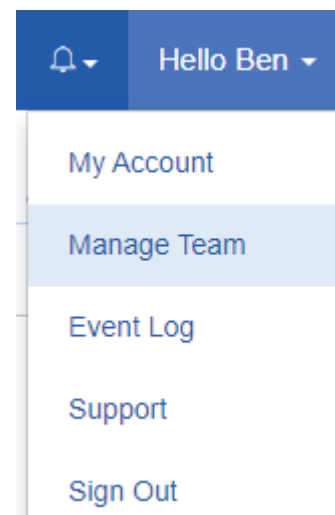 Hello Ben
My Account
Manage Team
Event Log
Support
Sign Out